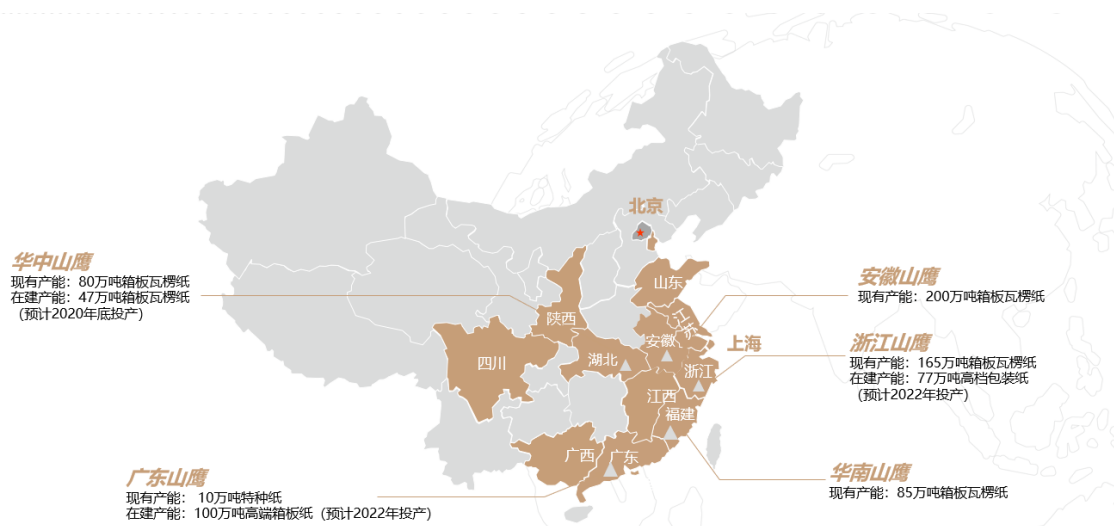 北京
华中山鹰
现有产能：80万吨箱板瓦楞纸
在建产能：47万吨箱板瓦楞纸
（预计2020年底投产）
山东
安徽山鹰
现有产能：200万吨箱板瓦楞纸
陕西
江苏
安徽
上海
浙江山鹰
现有产能：165万吨箱板瓦楞纸
在建产能：77万吨高档包装纸
（预计2022年投产）
四川
湖北
浙江
江西
福建
广西
广东
广东山鹰
现有产能： 10万吨特种纸
在建产能：100万吨高端箱板纸（预计2022年投产）
华南山鹰
现有产能：85万吨箱板瓦楞纸